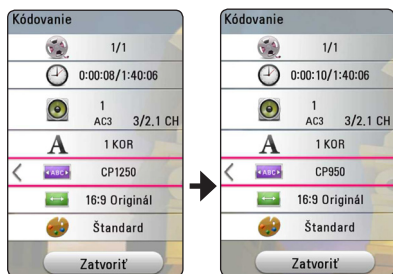 Kódovanie
1/1
0:00:08/1:40:06
1
AC3 3/2.1 CH
A 1 KOR
ABC CP1250
16:9 Originál
Štandard
Zatvoriť
Kódovanie
1/1
0:00:10/1:40:06
1
AC3 3/2.1 CH
A 1 KOR
ABC CP950
16:9 Originál
Štandard
Zatvoriť